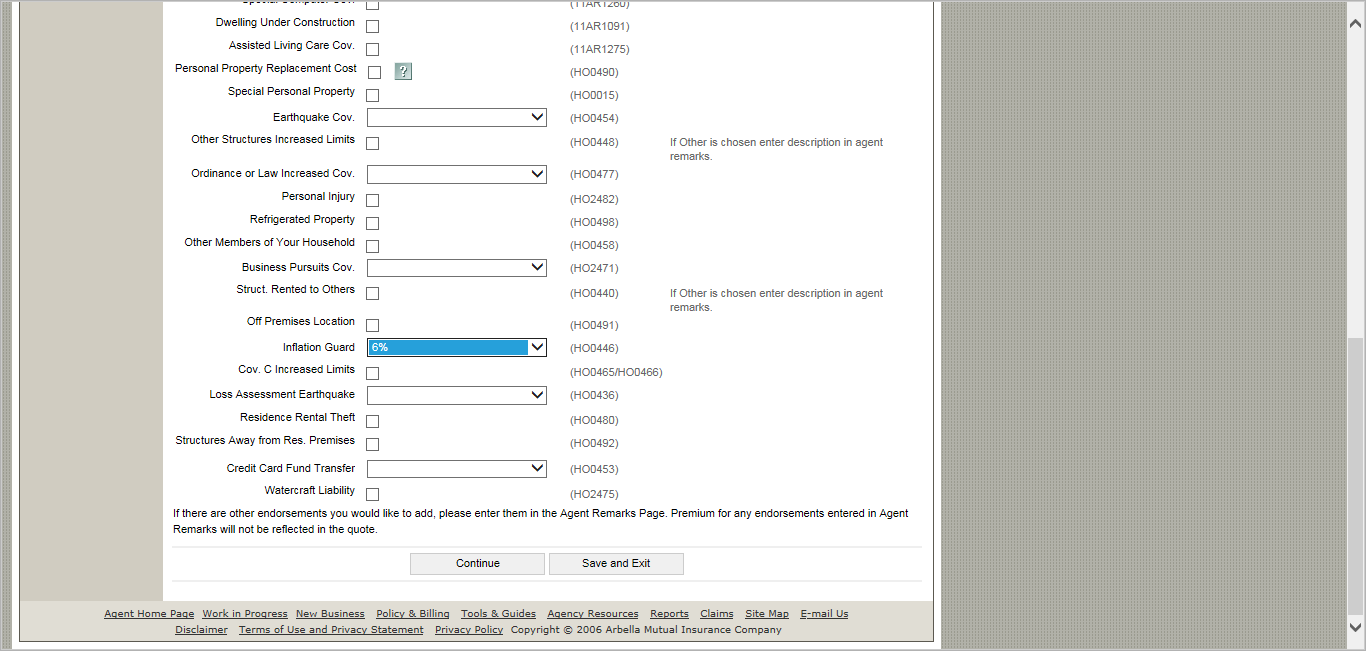 Special Computer Cov. (11AR1260)
Dwelling Under Construction (11AR1091)
Assisted Living Care Cov. (11AR1275)
Personal Property Replacement Cost ? (HO0490)
Special Personal Property (HO0015)
Earthquake Cov. (HO0454)
Other Structures Increased Limits (HO0448) If Other is chosen enter description in agent
remarks.
Ordinance or Law Increased Cov. (HO0477)
Personal Injury (HO2482)
Refrigerated Property (HO0498)
Other Members of Your Household (HO0458)
Business Pursuits Cov. (HO2471)
Struct. Rented to Others (HO0440) If Other is chosen enter description in agent
remarks.
Off Premises Location (HO0491)
Inflation Guard 6% (HO0446)
Cov. C Increased Limits (HO0465/HO0466)
Loss Assessment Earthquake (HO0436)
Residence Rental Theft (HO0480)
Structures Away from Res. Premises (HO0492)
Credit Card Fund Transfer (HO0453)
Watercraft Liability (HO2475)
If there are other endorsements you would like to add, please enter them in the Agent Remarks Page. Premium for any endorsements entered in Agent
Remarks will not be reflected in the quote.
Continue Save and Exit
Agent Home Page Work in Progress New Business Policy & Billing Tools & Guides Agency Resources Reports Claims Site Map E-mail Us
Disclaimer Terms of Use and Privacy Statement Privacy Policy Copyright © 2006 Arbella Mutual Insurance Company